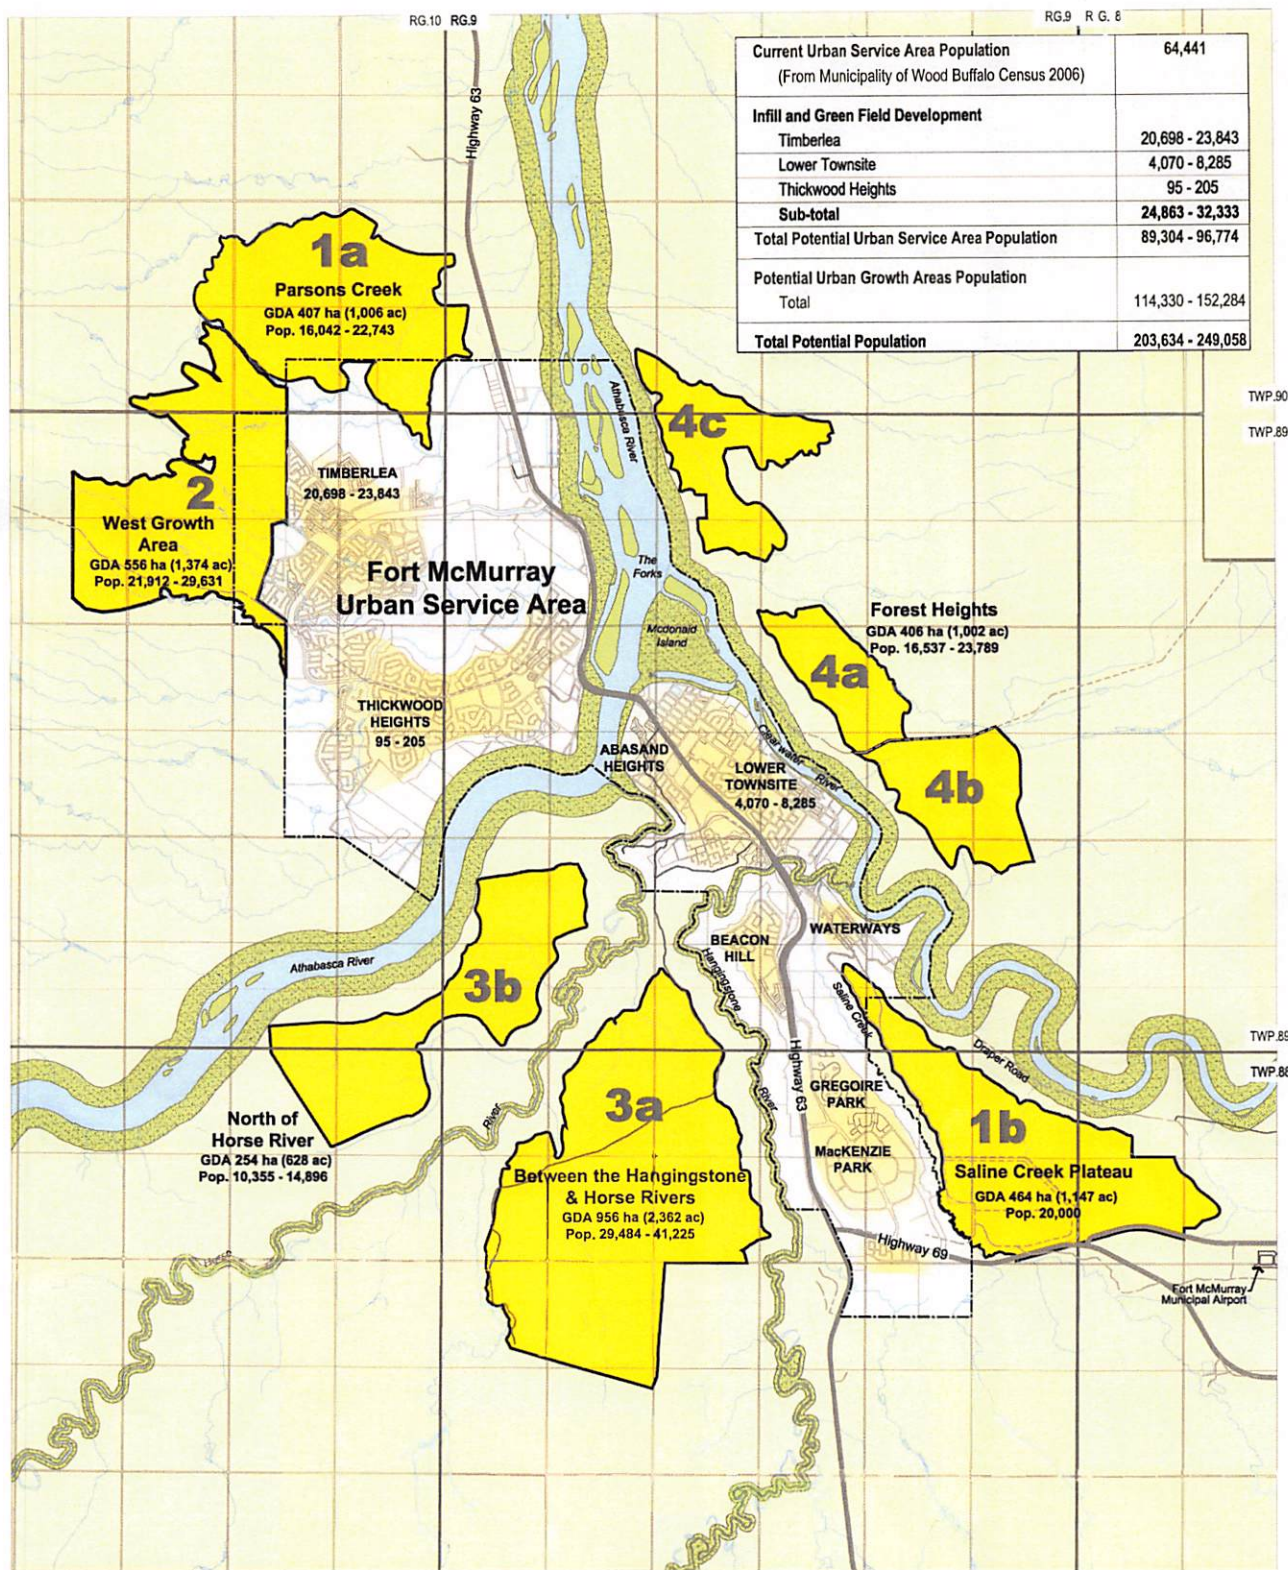 RG.10 RG.9
RG.9 R G. 8
Current Urban Service Area Population 64,441
(From Municipality of Wood Buffalo Census 2006)
Infill and Green Field Development
Timberlea 20,698 - 23,843
Lower Townsite 4,070 - 8,285
Thickwood Heights 95 - 205
Sub-total 24,863 - 32,333
Total Potential Urban Service Area Population 89,304 - 96,774
Potential Urban Growth Areas Population
Total 114,330 - 152,284
Total Potential Population 203,634 - 249,058
Highway 63
1a
Parsons Creek
GDA 407 ha (1,006 ac)
Pop. 16,042 - 22,743
Athabasca River
4c
TWP.90
TWP.89
TIMBERLEA
20,698 - 23,843
2
West Growth
Area
GDA 556 ha (1,374 ac)
Pop. 21,912 - 29,631
Fort McMurray
Urban Service Area
The
Forks
Mcdonald
Island
Forest Heights
GDA 406 ha (1,002 ac)
Pop. 16,537 - 23,789
4a
THICKWOOD
HEIGHTS
95 - 205
ABASAND
HEIGHTS
LOWER
TOWNSITE
4,070 - 8,285
Clearwater River
4b
BEACON
HILL
WATERWAYS
Hangingstone
River
Saline Creek
Athabasca River
3b
Draper Road
TWP.89
TWP.88
Highway 63
GREGOIRE
PARK
MacKENZIE
PARK
3a
Between the Hangingstone
& Horse Rivers
GDA 956 ha (2,362 ac)
Pop. 29,484 - 41,225
North of
Horse River
GDA 254 ha (628 ac)
Pop. 10,355 - 14,896
River
Horse
1b
Saline Creek Plateau
GDA 464 ha (1,147 ac)
Pop. 20,000
Highway 69
Fort McMurray
Municipal Airport